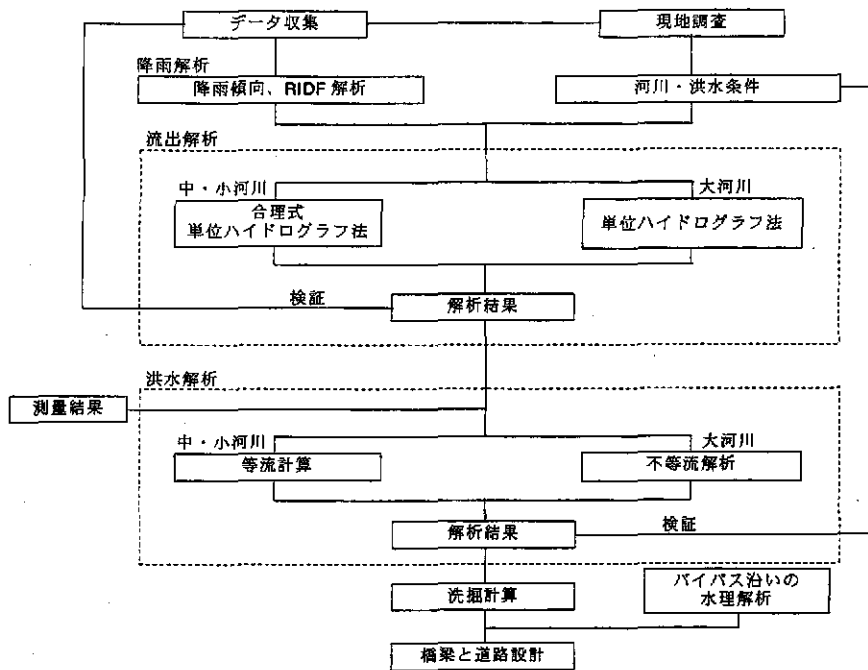 データ収集
現地調査
降雨解析
降雨傾向、RIDF 解析
河川・洪水条件
流出解析
中・小河川
大河川
合理式
単位ハイドログラフ法
単位ハイドログラフ法
検証
解析結果
洪水解析
測量結果
中・小河川
大河川
等流計算
不等流解析
解析結果
検証
洗掘計算
バイパス沿いの
水理解析
橋梁と道路設計